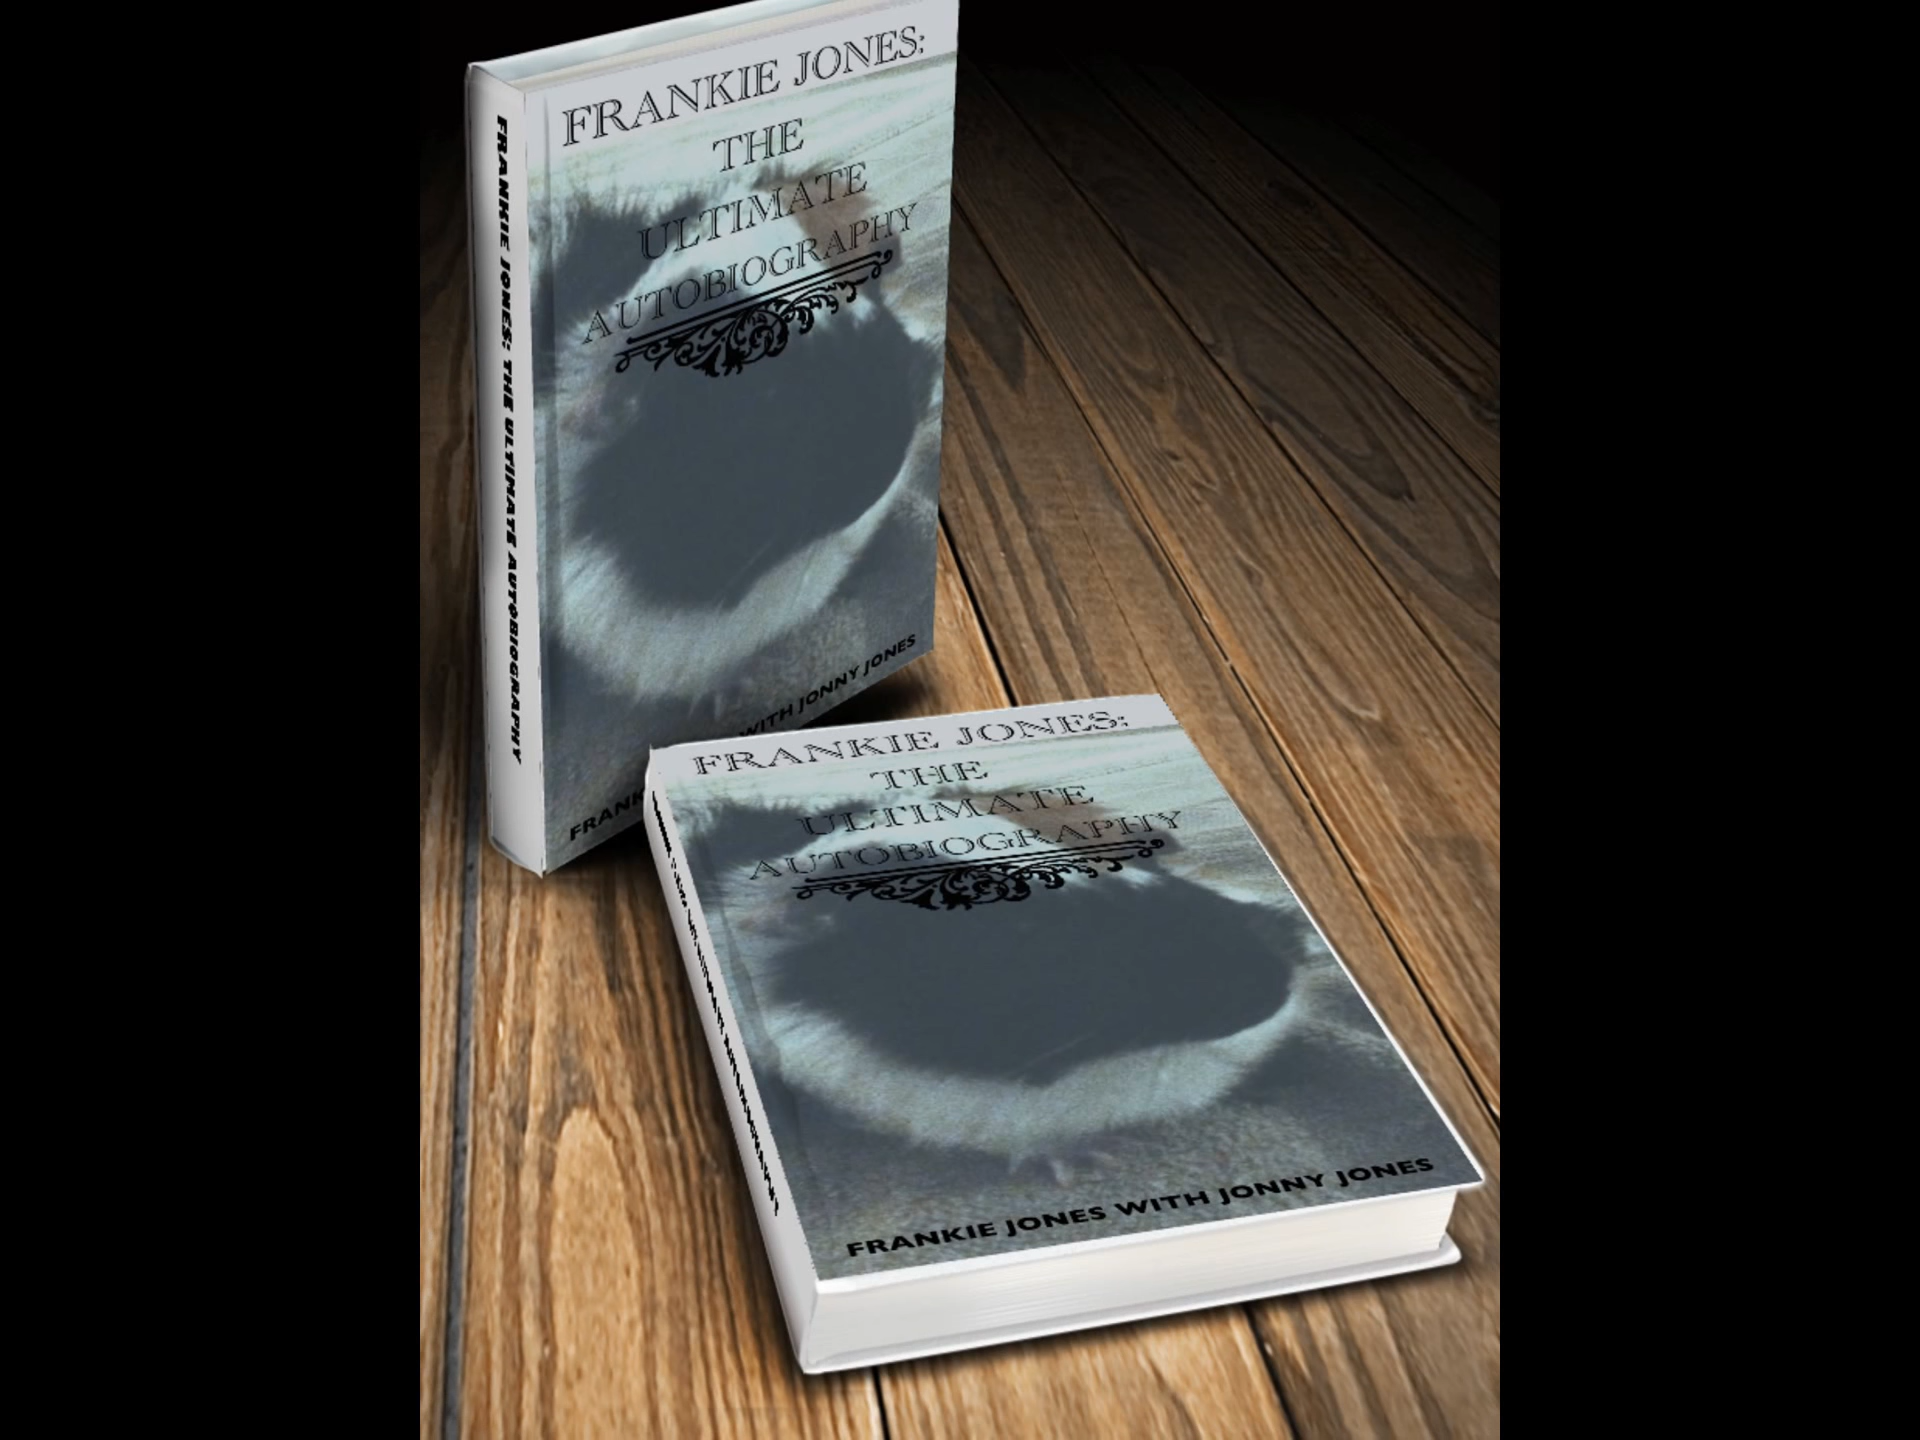 FRANKIE JONES:
THE
ULTIMATE
AUTOBIOGRAPHY
FRANKIE JONES: THE ULTIMATE AUTOBIOGRAPHY
WITH JONNY JONES
FRANKIE JONES:
THE
ULTIMATE
AUTOBIOGRAPHY
FRANKIE JONES WITH JONNY JONES